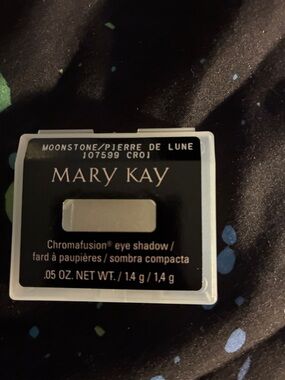 MOONSTONE/PIERRE DE LUNE
107599 CR01
MARY KAY
Chromafusion® eye shadow /
fard à paupières / sombra compacta
.05 OZ. NET WT. / 1.4 g / 1,4 g